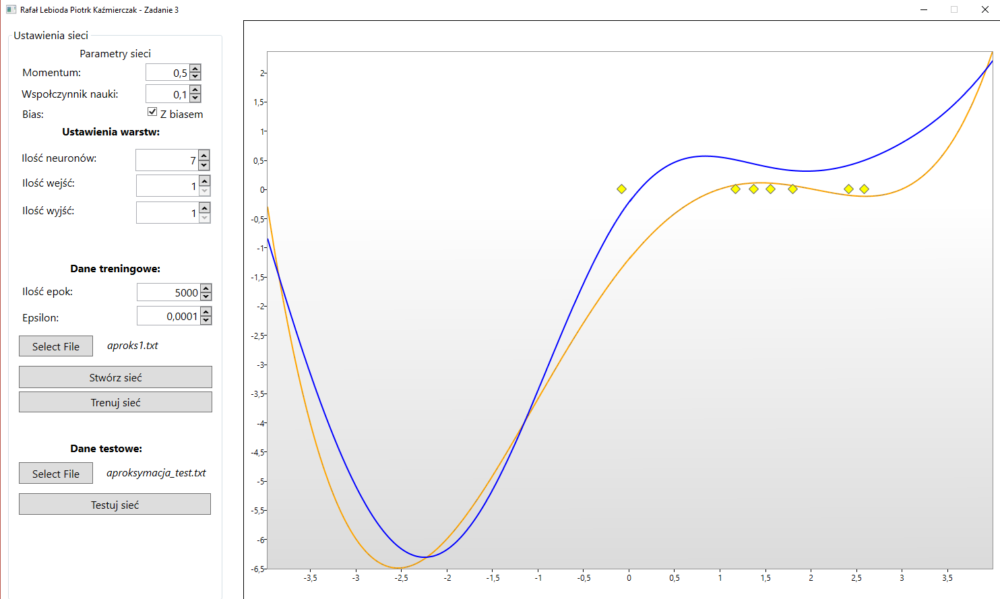 Rafał Lebioda Piotrk Kaźmierczak - Zadanie 3
Ustawienia sieci
Parametry sieci
Momentum: 0,5
Wspołczynnik nauki: 0,1
Bias: Z biasem
Ustawienia warstw:
Ilość neuronów: 7
Ilość wejść: 1
Ilość wyjść: 1
Dane treningowe:
Ilość epok: 5000
Epsilon: 0,0001
Select File aproks1.txt
Stwórz sieć
Trenuj sieć
Dane testowe:
Select File aproksymacja_test.txt
Testuj sieć
2
1,5
1
0,5
0
-0,5
-1
-1,5
-2
-2,5
-3
-3,5
-4
-4,5
-5
-5,5
-6
-6,5
-3,5 -3 -2,5 -2 -1,5 -1 -0,5 0 0,5 1 1,5 2 2,5 3 3,5